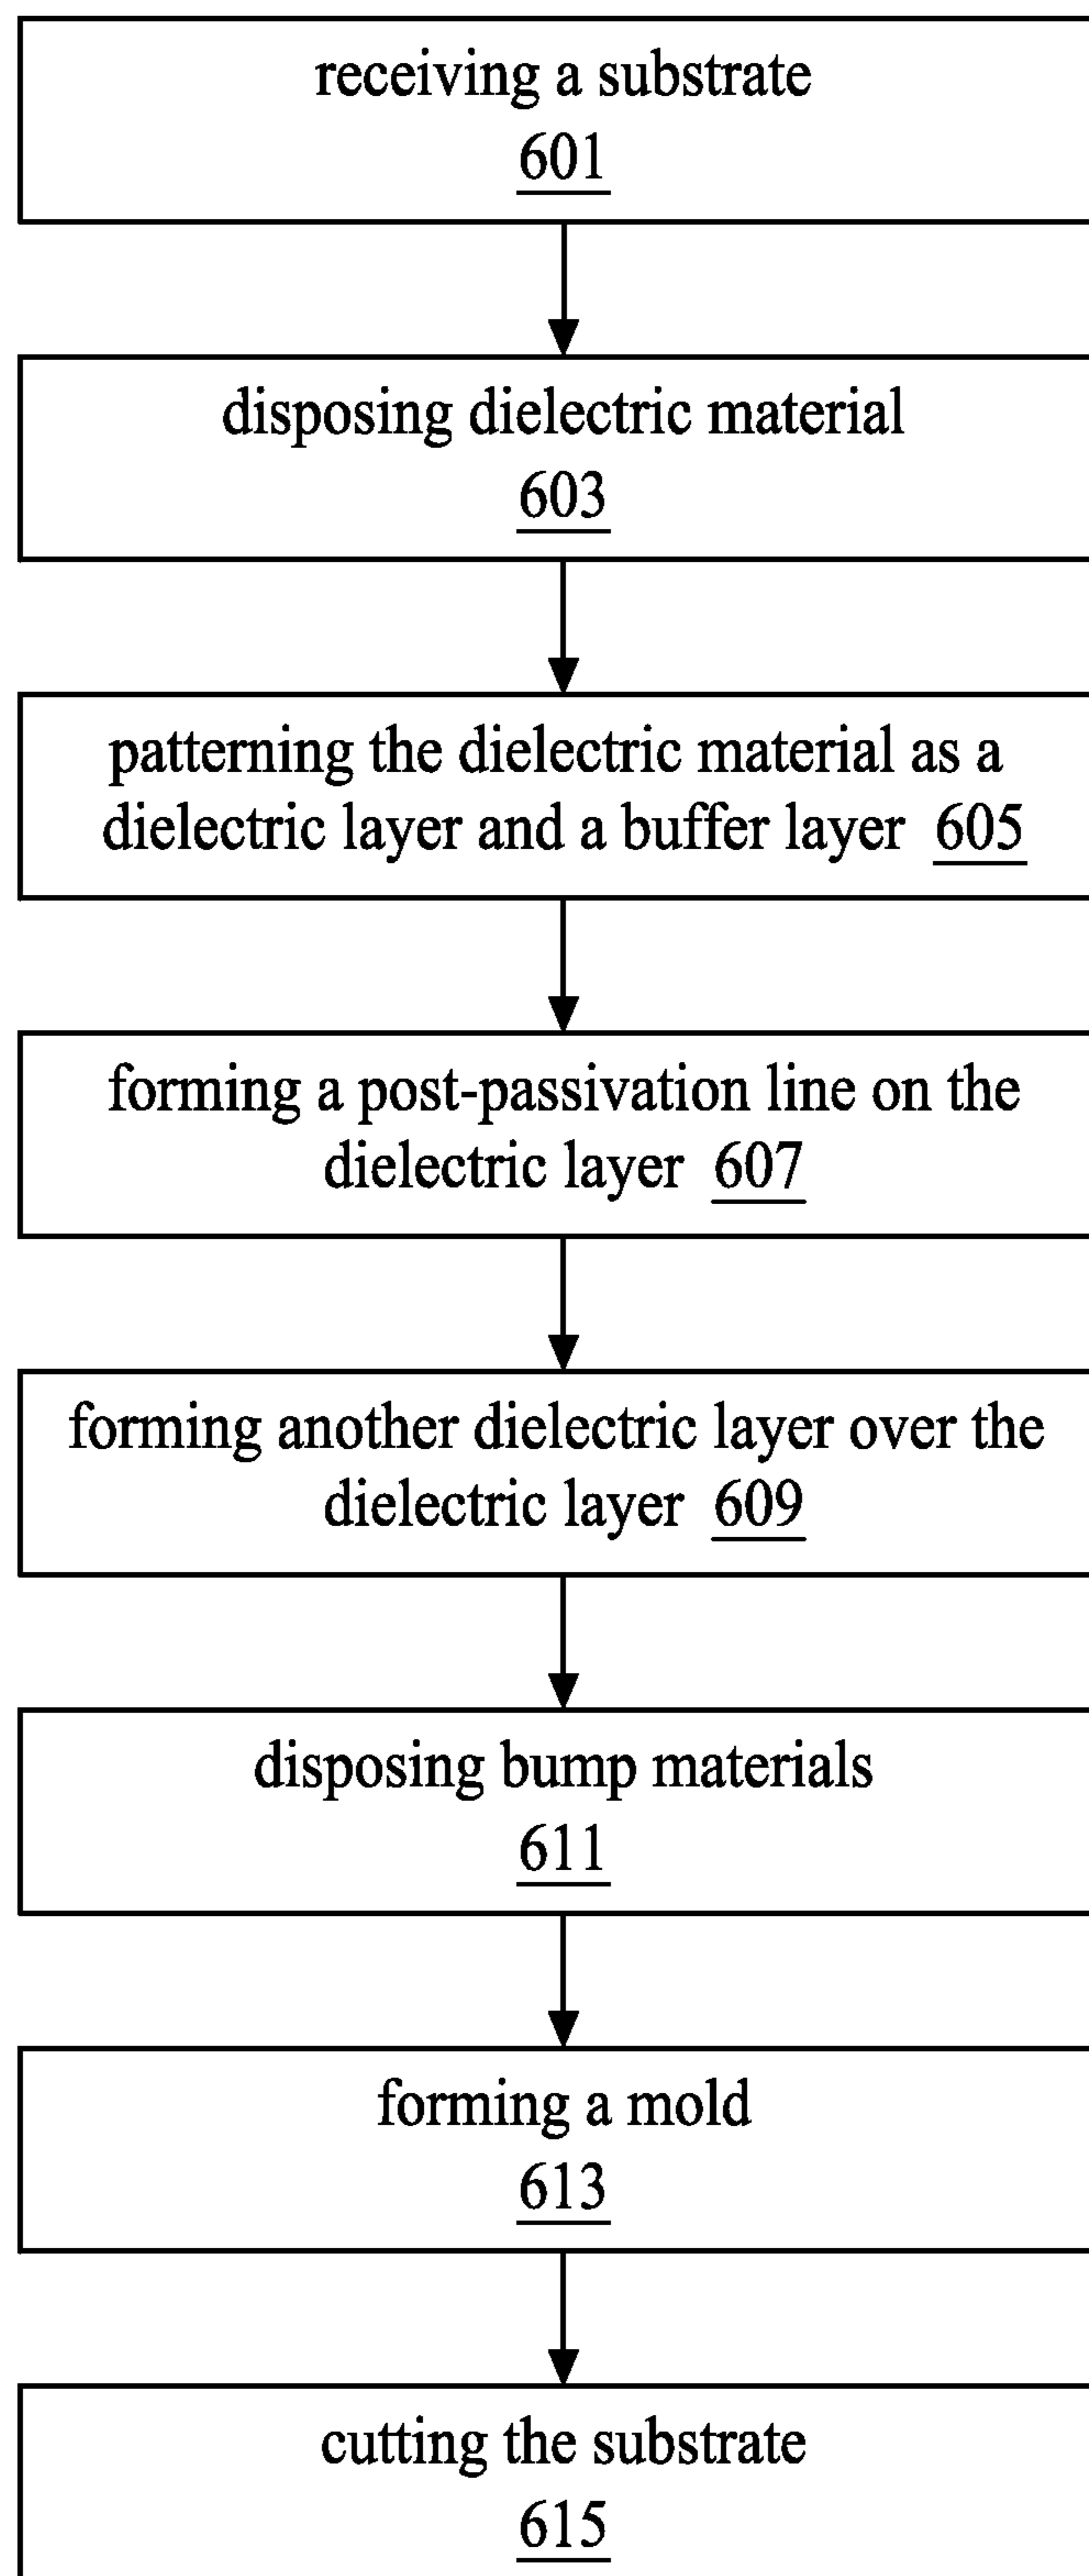 receiving a substrate
601
disposing dielectric material
603
patterning the dielectric material as a
dielectric layer and a buffer layer 605
forming a post-passivation line on the
dielectric layer 607
forming another dielectric layer over the
dielectric layer 609
disposing bump materials
611
forming a mold
613
cutting the substrate
615